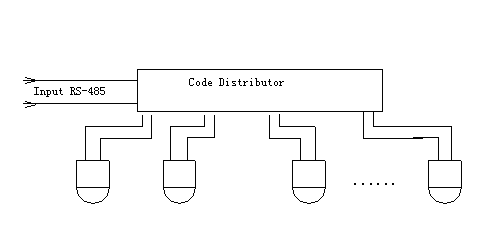 Code Distributor
Input RS-485
......